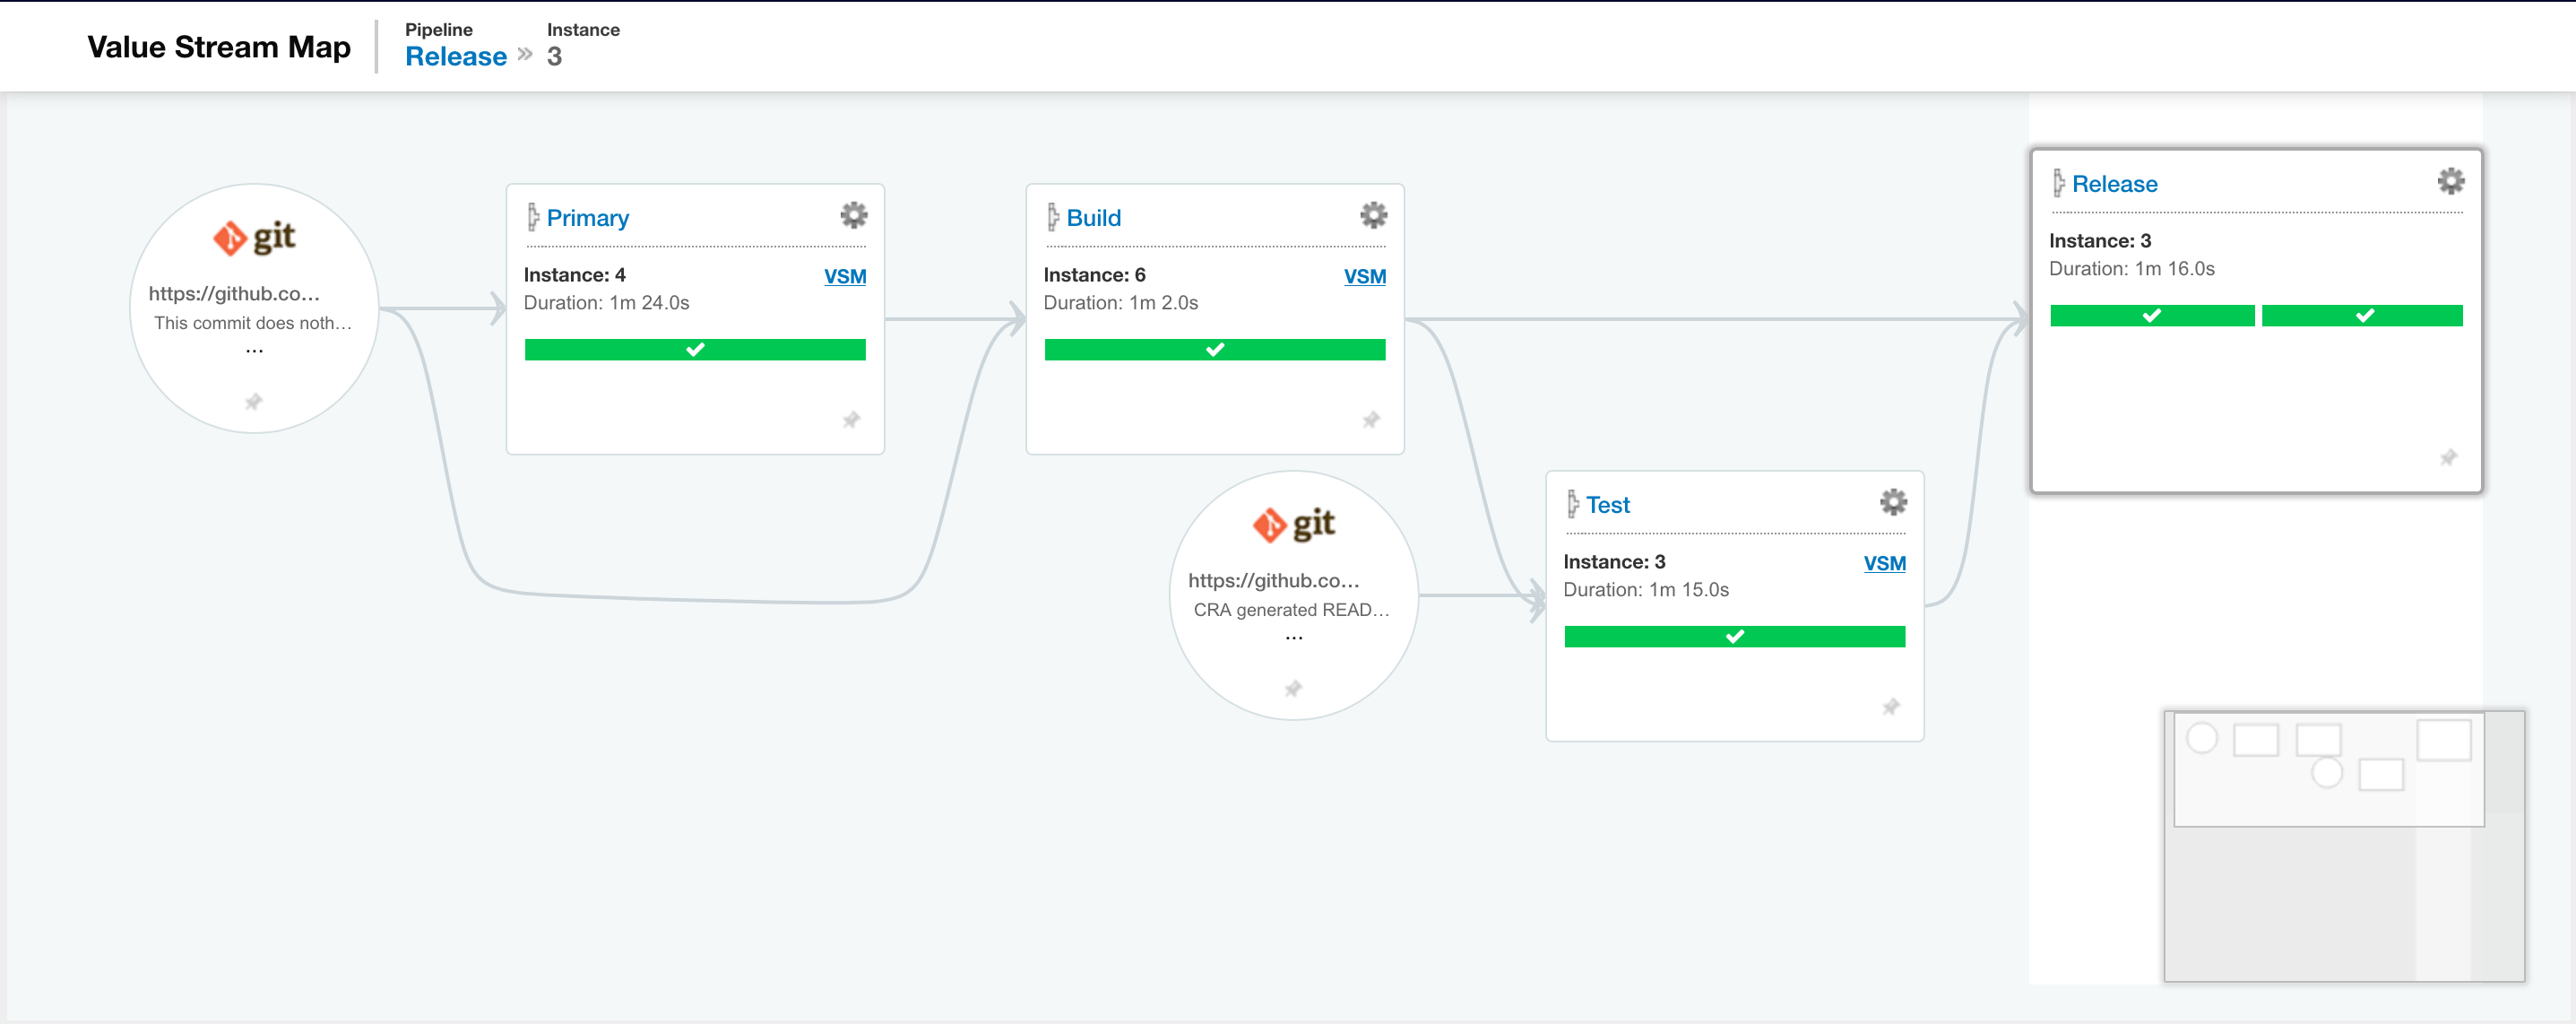 Value Stream Map
Pipeline
Instance
Release » 3
git
https://github.co...
This commit does noth...
...
Primary
Instance: 4
VSM
Duration: 1m 24.0s
Build
Instance: 6
VSM
Duration: 1m 2.0s
Release
Instance: 3
Duration: 1m 16.0s
git
https://github.co...
CRA generated READ...
...
Test
Instance: 3
VSM
Duration: 1m 15.0s